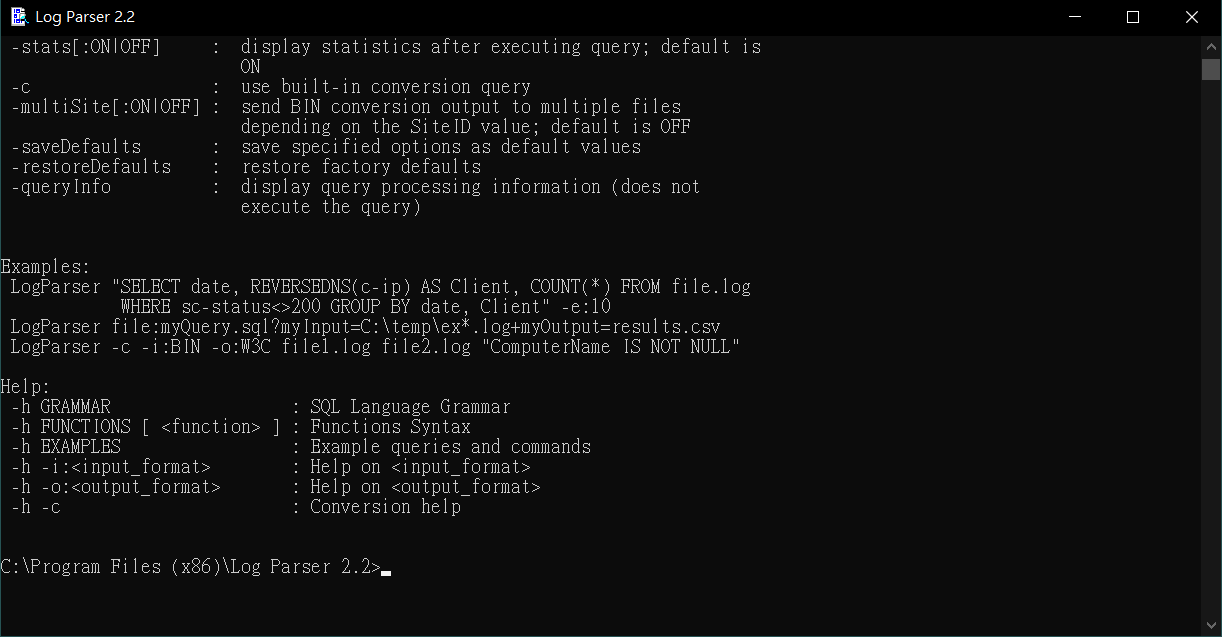 Log Parser 2.2
-stats[:ON|OFF]     :  display statistics after executing query; default is
                       ON
-c                  :  use built-in conversion query
-multiSite[:ON|OFF] :  send BIN conversion output to multiple files
                       depending on the SiteID value; default is OFF
-saveDefaults       :  save specified options as default values
-restoreDefaults    :  restore factory defaults
-queryInfo          :  display query processing information (does not
                       execute the query)
Examples:
 LogParser "SELECT date, REVERSEDNS(c-ip) AS Client, COUNT(*) FROM file.log
            WHERE sc-status<>200 GROUP BY date, Client" -e:10
 LogParser file:myQuery.sql?myInput=C:\temp\ex*.log+myOutput=results.csv
 LogParser -c -i:BIN -o:W3C file1.log file2.log "ComputerName IS NOT NULL"
Help:
 -h GRAMMAR                  : SQL Language Grammar
 -h FUNCTIONS [ <function> ] : Functions Syntax
 -h EXAMPLES                 : Example queries and commands
 -h -i:<input_format>        : Help on <input_format>
 -h -o:<output_format>       : Help on <output_format>
 -h -c                       : Conversion help
C:\Program Files (x86)\Log Parser 2.2>